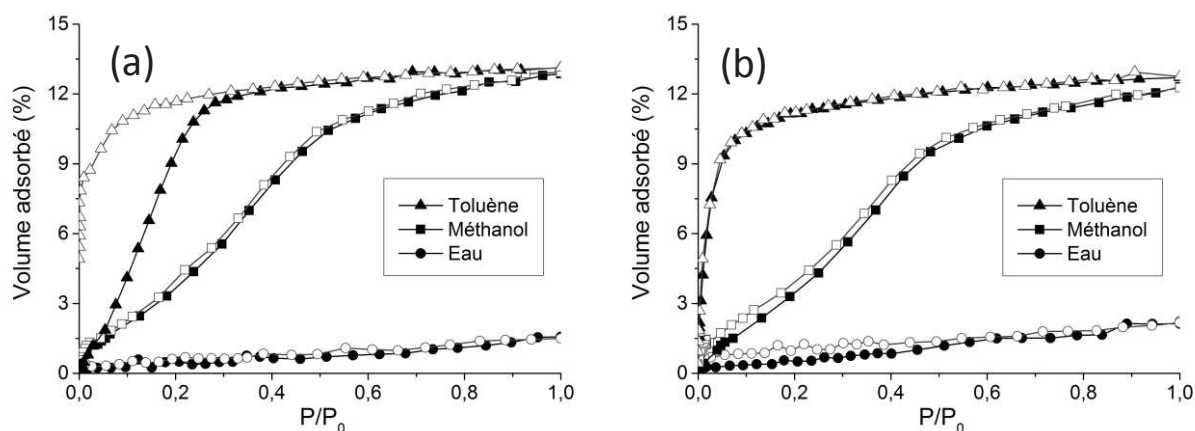 (a)
Volume adsorbé (%)
15
12
9
6
3
0
Toluène
Méthanol
Eau
0,0 0,2 0,4 0,6 0,8 1,0
P/P₀
(b)
Volume adsorbé (%)
15
12
9
6
3
0
Toluène
Méthanol
Eau
0,0 0,2 0,4 0,6 0,8 1,0
P/P₀